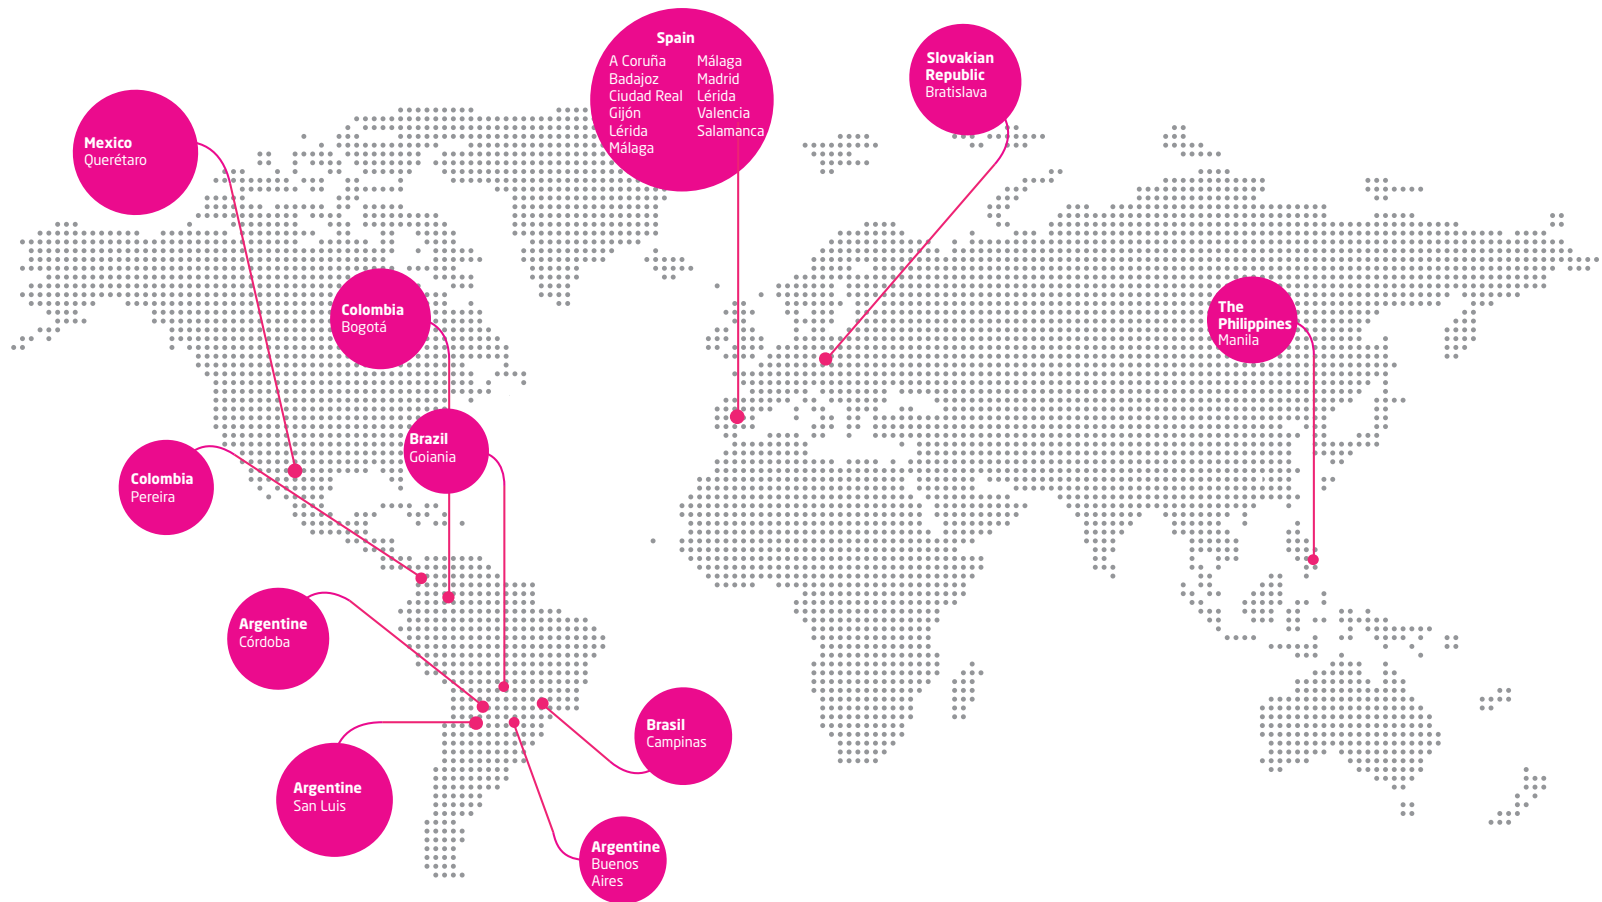 Spain
A Coruña
Badajoz
Ciudad Real
Gijón
Lérida
Málaga
Málaga
Madrid
Lérida
Valencia
Salamanca
Slovakian
Republic
Bratislava
Mexico
Querétaro
Colombia
Bogotá
The
Philippines
Manila
Brazil
Goiania
Colombia
Pereira
Argentine
Córdoba
Brasil
Campinas
Argentine
San Luis
Argentine
Buenos
Aires